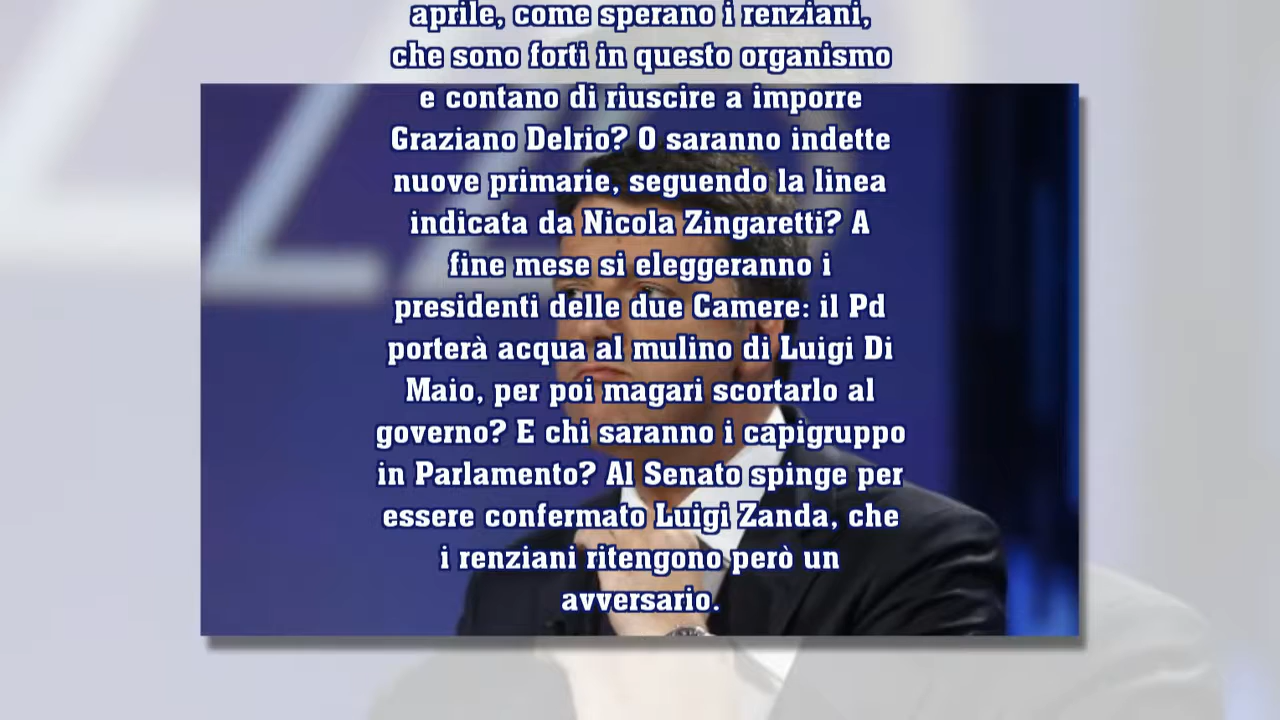 aprile, come sperano i renziani,
che sono forti in questo organismo
e contano di riuscire a imporre
Graziano Delrio? O saranno indette
nuove primarie, seguendo la linea
indicata da Nicola Zingaretti? A
fine mese si eleggeranno i
presidenti delle due Camere: il Pd
porterà acqua al mulino di Luigi Di
Maio, per poi magari scortarlo al
governo? E chi saranno i capigruppo
in Parlamento? Al Senato spinge per
essere confermato Luigi Zanda, che
i renziani ritengono però un
avversario.